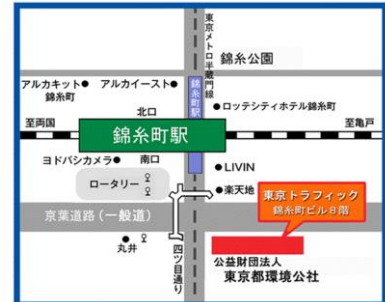 東京メトロ半蔵門線
錦糸公園
アルカキット
錦糸町
アルカイースト
北口
錦糸町駅
ロッテシティホテル錦糸町
至両国
錦糸町駅
至亀戸
ヨドバシカメラ
南口
LIVIN
ロータリー
楽天地
東京トラフィック
錦糸町ビル8階
京葉道路(一般道)
丸井
四ツ目通り
公益財団法人
東京都環境公社